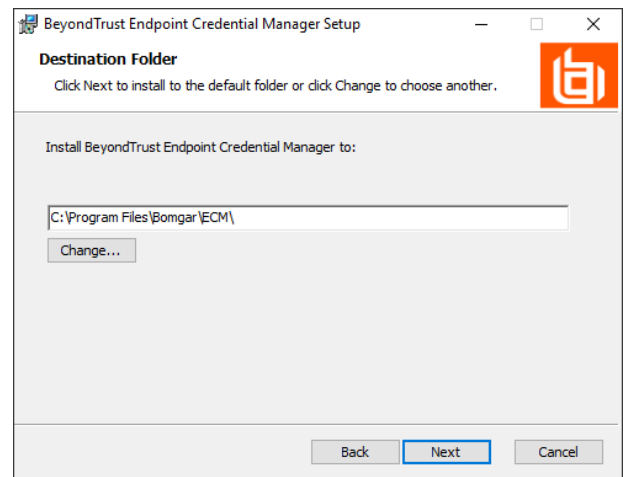 BeyondTrust Endpoint Credential Manager Setup
Destination Folder
Click Next to install to the default folder or click Change to choose another.
Install BeyondTrust Endpoint Credential Manager to:
C:\Program Files\Bomgar\ECM\
Change...
Back Next Cancel